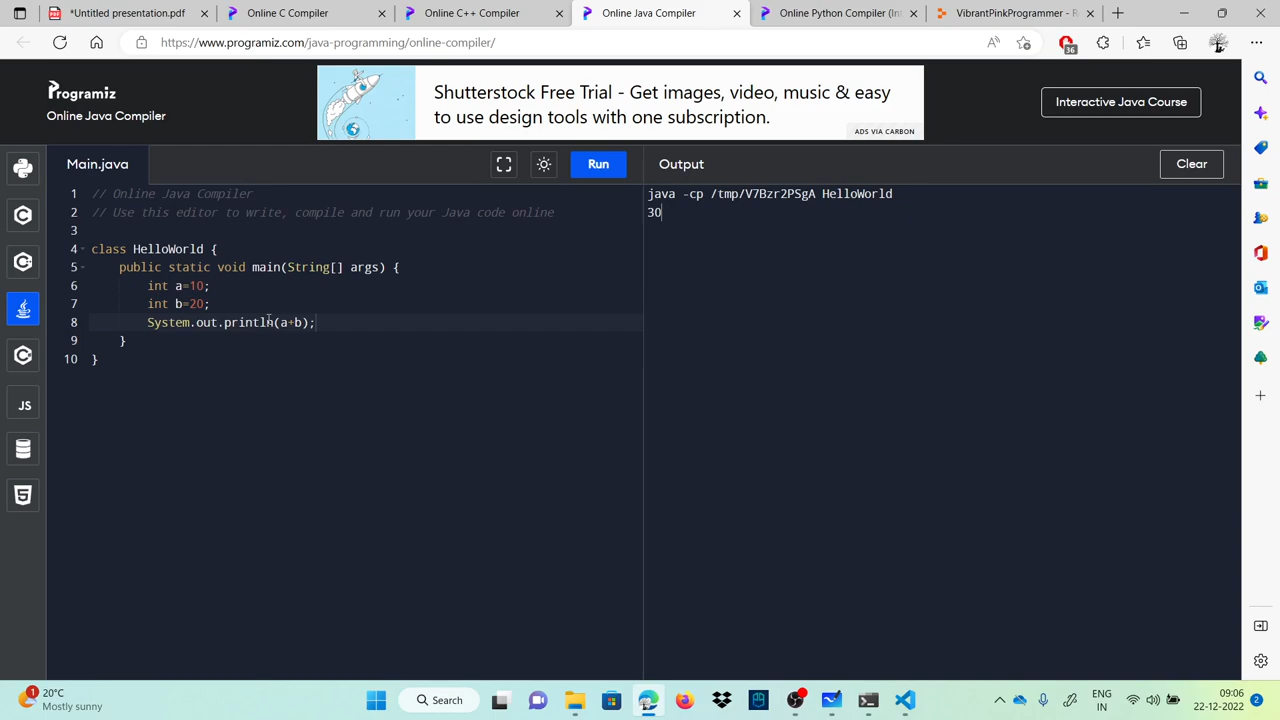 *Untitled presentation.pdf
Online C Compiler
Online C++ Compiler
Online Java Compiler
Online Python Compiler (Int
VibrantPinkProgrammer - R
https://www.programiz.com/java-programming/online-compiler/
36
Programiz
Online Java Compiler
Shutterstock Free Trial - Get images, video, music & easy
to use design tools with one subscription.
ADS VIA CARBON
Interactive Java Course
Main.java
Run
Output
Clear
1 // Online Java Compiler
2 // Use this editor to write, compile and run your Java code online
3
4 class HelloWorld {
5 public static void main(String[] args) {
6 int a=10;
7 int b=20;
8 System.out.println(a+b);
9 }
10 }
java -cp /tmp/V7Bzr2PSgA HelloWorld
30
JS
1
20°C
Mostly sunny
Search
ENG
IN
09:06
22-12-2022
2